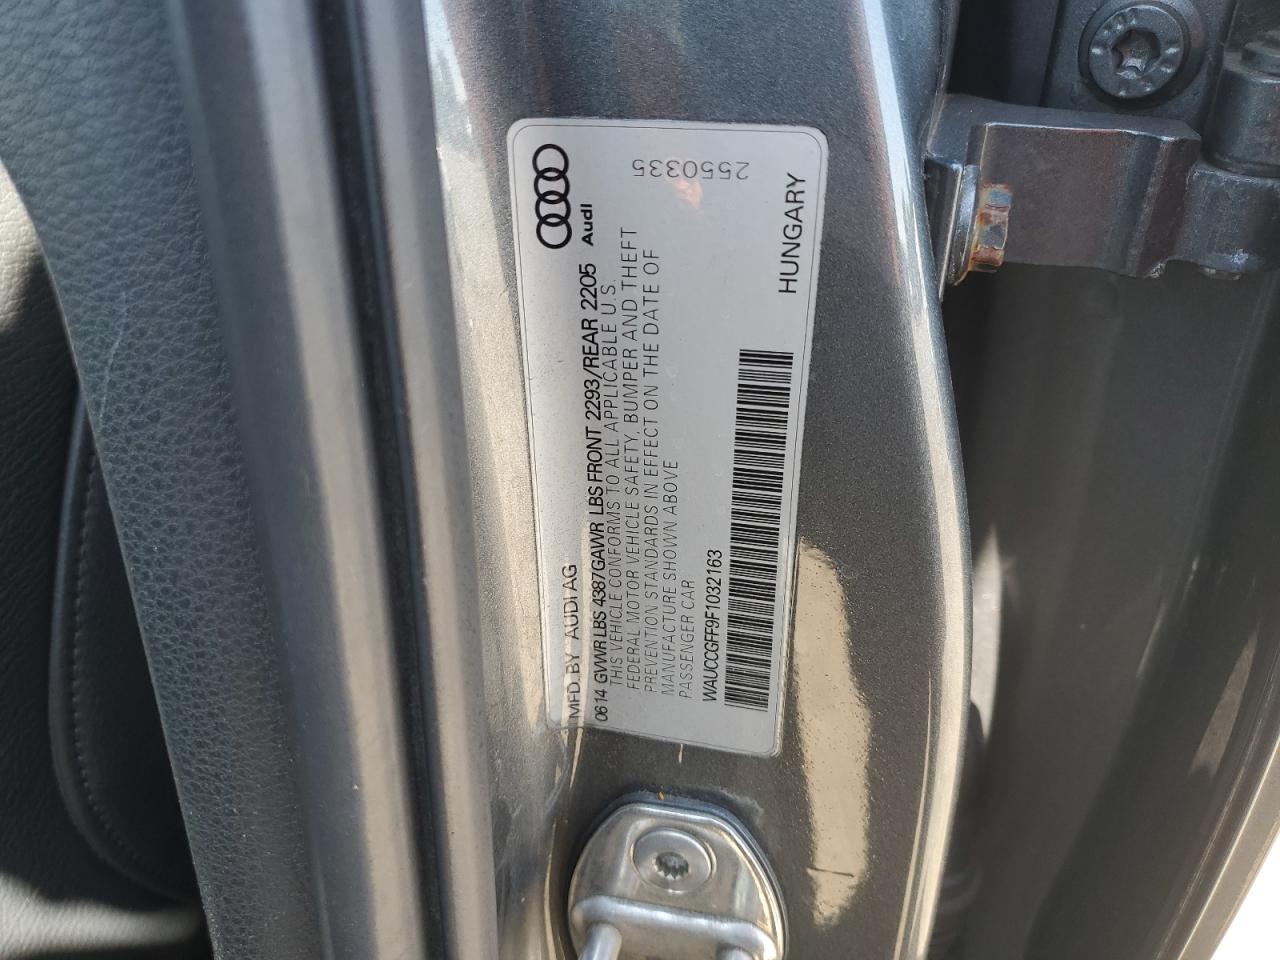 MFD. BY AUDI AG
Audi
0614 GVWR LBS 4387GAWR LBS FRONT 2293/REAR 2205
THIS VEHICLE CONFORMS TO ALL APPLICABLE U.S.
FEDERAL MOTOR VEHICLE SAFETY, BUMPER AND THEFT
PREVENTION STANDARDS IN EFFECT ON THE DATE OF
MANUFACTURE SHOWN ABOVE
PASSENGER CAR
WAUCCGFF9F1032163
HUNGARY
2550335